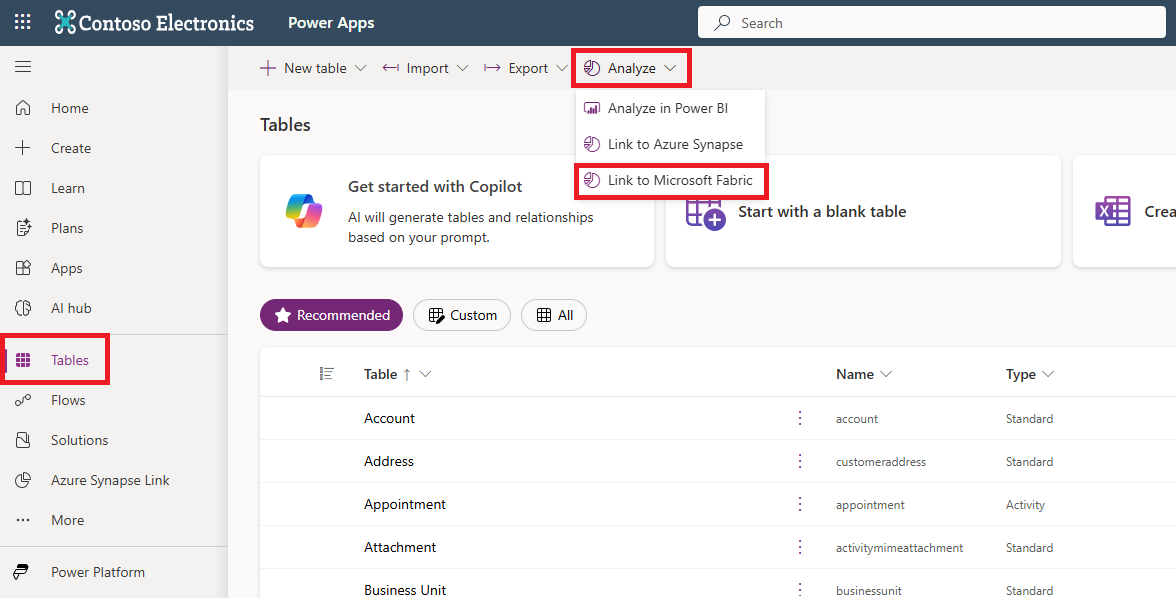 Contoso Electronics
Power Apps
Search
New table
Import
Export
Analyze
Analyze in Power BI
Link to Azure Synapse
Link to Microsoft Fabric
Home
Create
Learn
Plans
Apps
AI hub
Tables
Flows
Solutions
Azure Synapse Link
More
Power Platform
Tables
Get started with Copilot
AI will generate tables and relationships
based on your prompt.
Start with a blank table
Crea
Recommended
Custom
All
Table ↑ Name Type
Account account Standard
Address customeraddress Standard
Appointment appointment Activity
Attachment activitymimeattachment Standard
Business Unit businessunit Standard